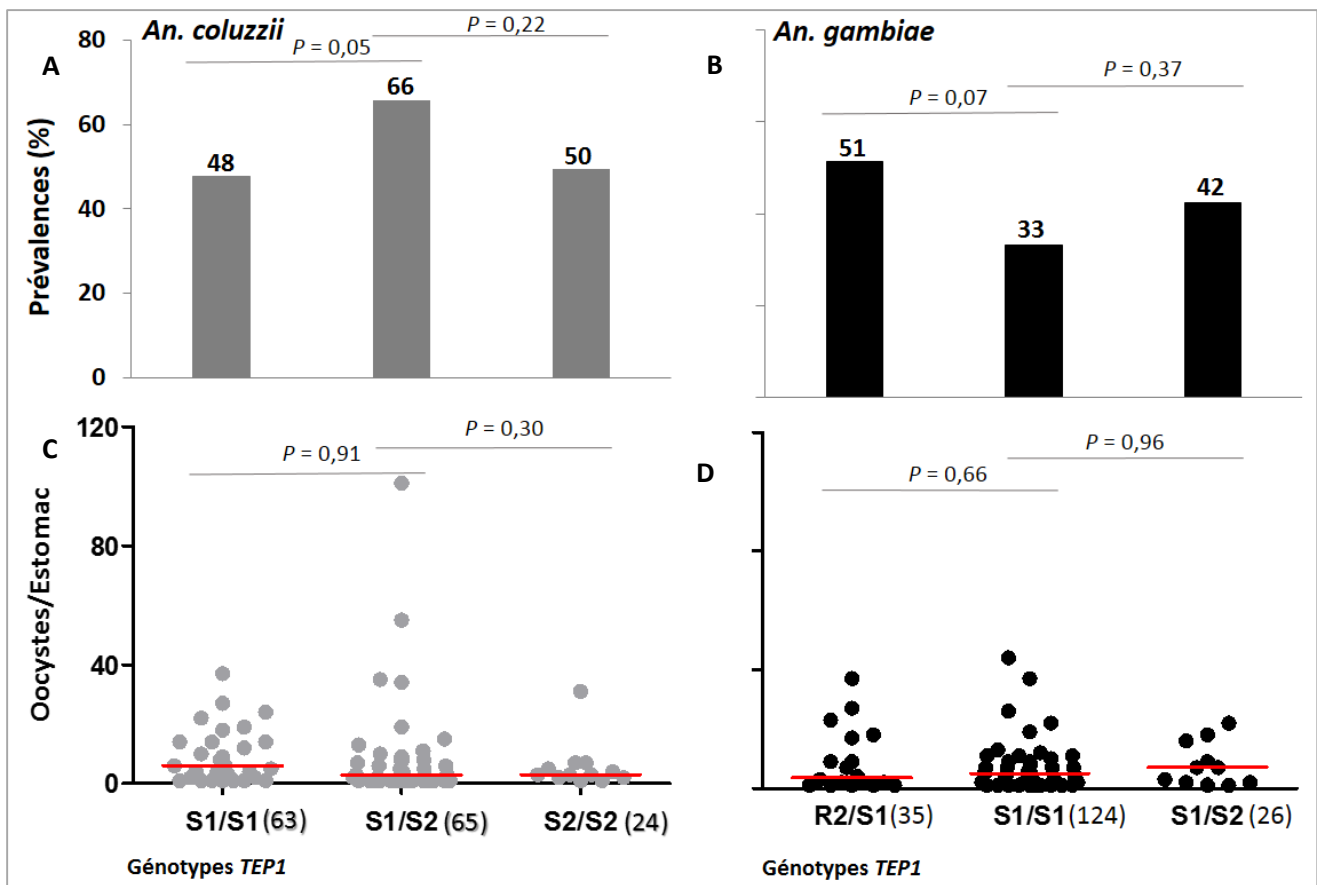 A
An. coluzzii
P = 0,22
P = 0,05
Prévalences (%)
80
60
40
20
0
48
66
50
B
An. gambiae
P = 0,37
P = 0,07
51
33
42
C
P = 0,30
P = 0,91
Oocystes/Estomac
120
80
40
0
S1/S1 (63)
S1/S2 (65)
S2/S2 (24)
Génotypes TEP1
D
P = 0,96
P = 0,66
R2/S1 (35)
S1/S1 (124)
S1/S2 (26)
Génotypes TEP1